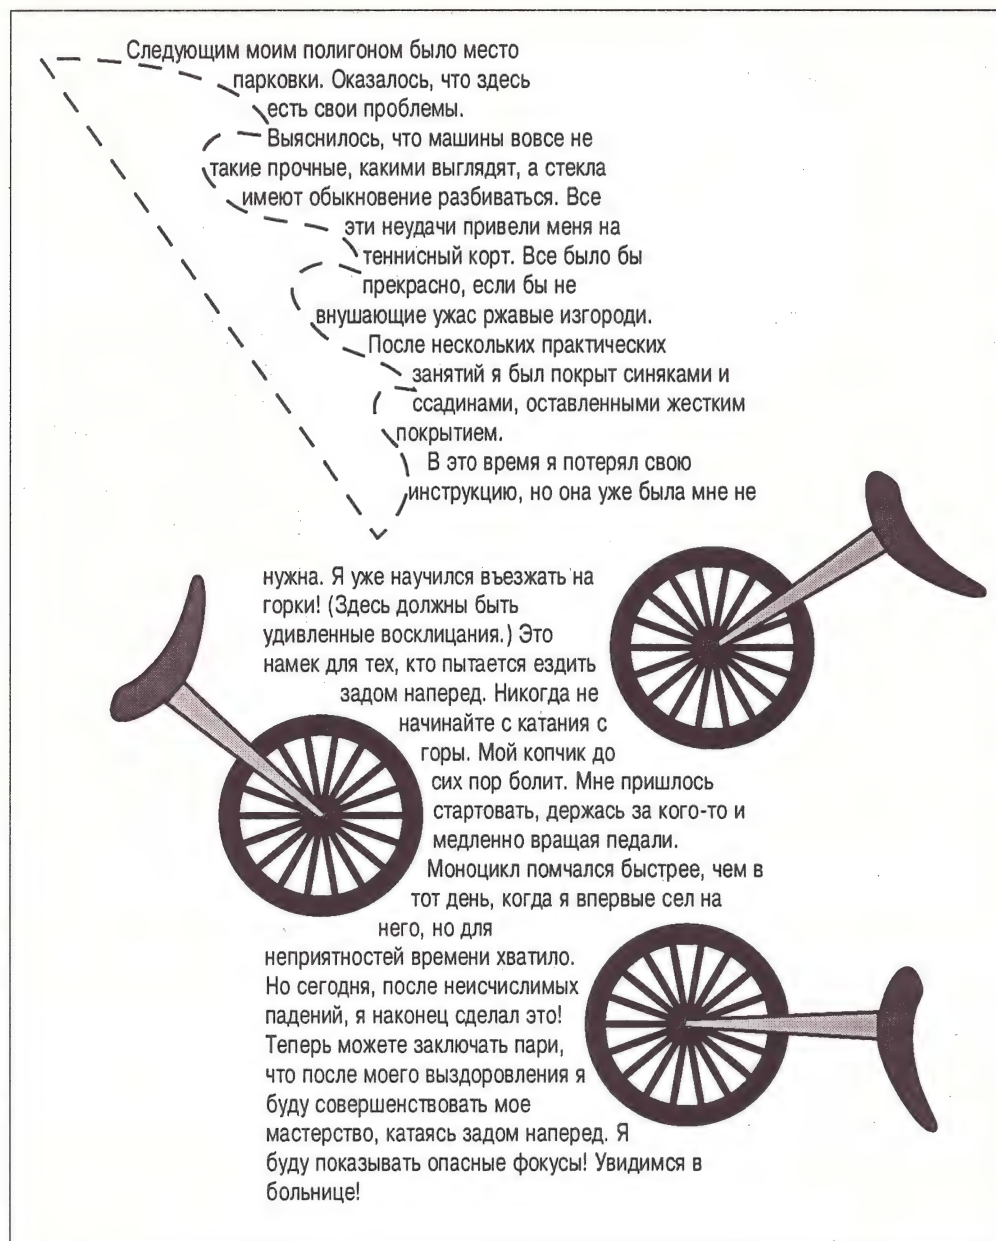 Следующим моим полигоном было место
парковки. Оказалось, что здесь
есть свои проблемы.
Выяснилось, что машины вовсе не
такие прочные, какими выглядят, а стекла
имеют обыкновение разбиваться. Все
эти неудачи привели меня на
теннисный корт. Все было бы
прекрасно, если бы не
внушающие ужас ржавые изгороди.
После нескольких практических
занятий я был покрыт синяками и
ссадинами, оставленными жестким
покрытием.
В это время я потерял свою
инструкцию, но она уже была мне не
нужна. Я уже научился въезжать на
горки! (Здесь должны быть
удивленные восклицания.) Это
намек для тех, кто пытается ездить
задом наперед. Никогда не
начинайте с катания с
горы. Мой копчик до
сих пор болит. Мне пришлось
стартовать, держась за кого-то и
медленно вращая педали.
Моноцикл помчался быстрее, чем в
тот день, когда я впервые сел на
него, но для
неприятностей времени хватило.
Но сегодня, после неисчислимых
падений, я наконец сделал это!
Теперь можете заключать пари,
что после моего выздоровления я
буду совершенствовать мое
мастерство, катаясь задом наперед. Я
буду показывать опасные фокусы! Увидимся в
больнице!